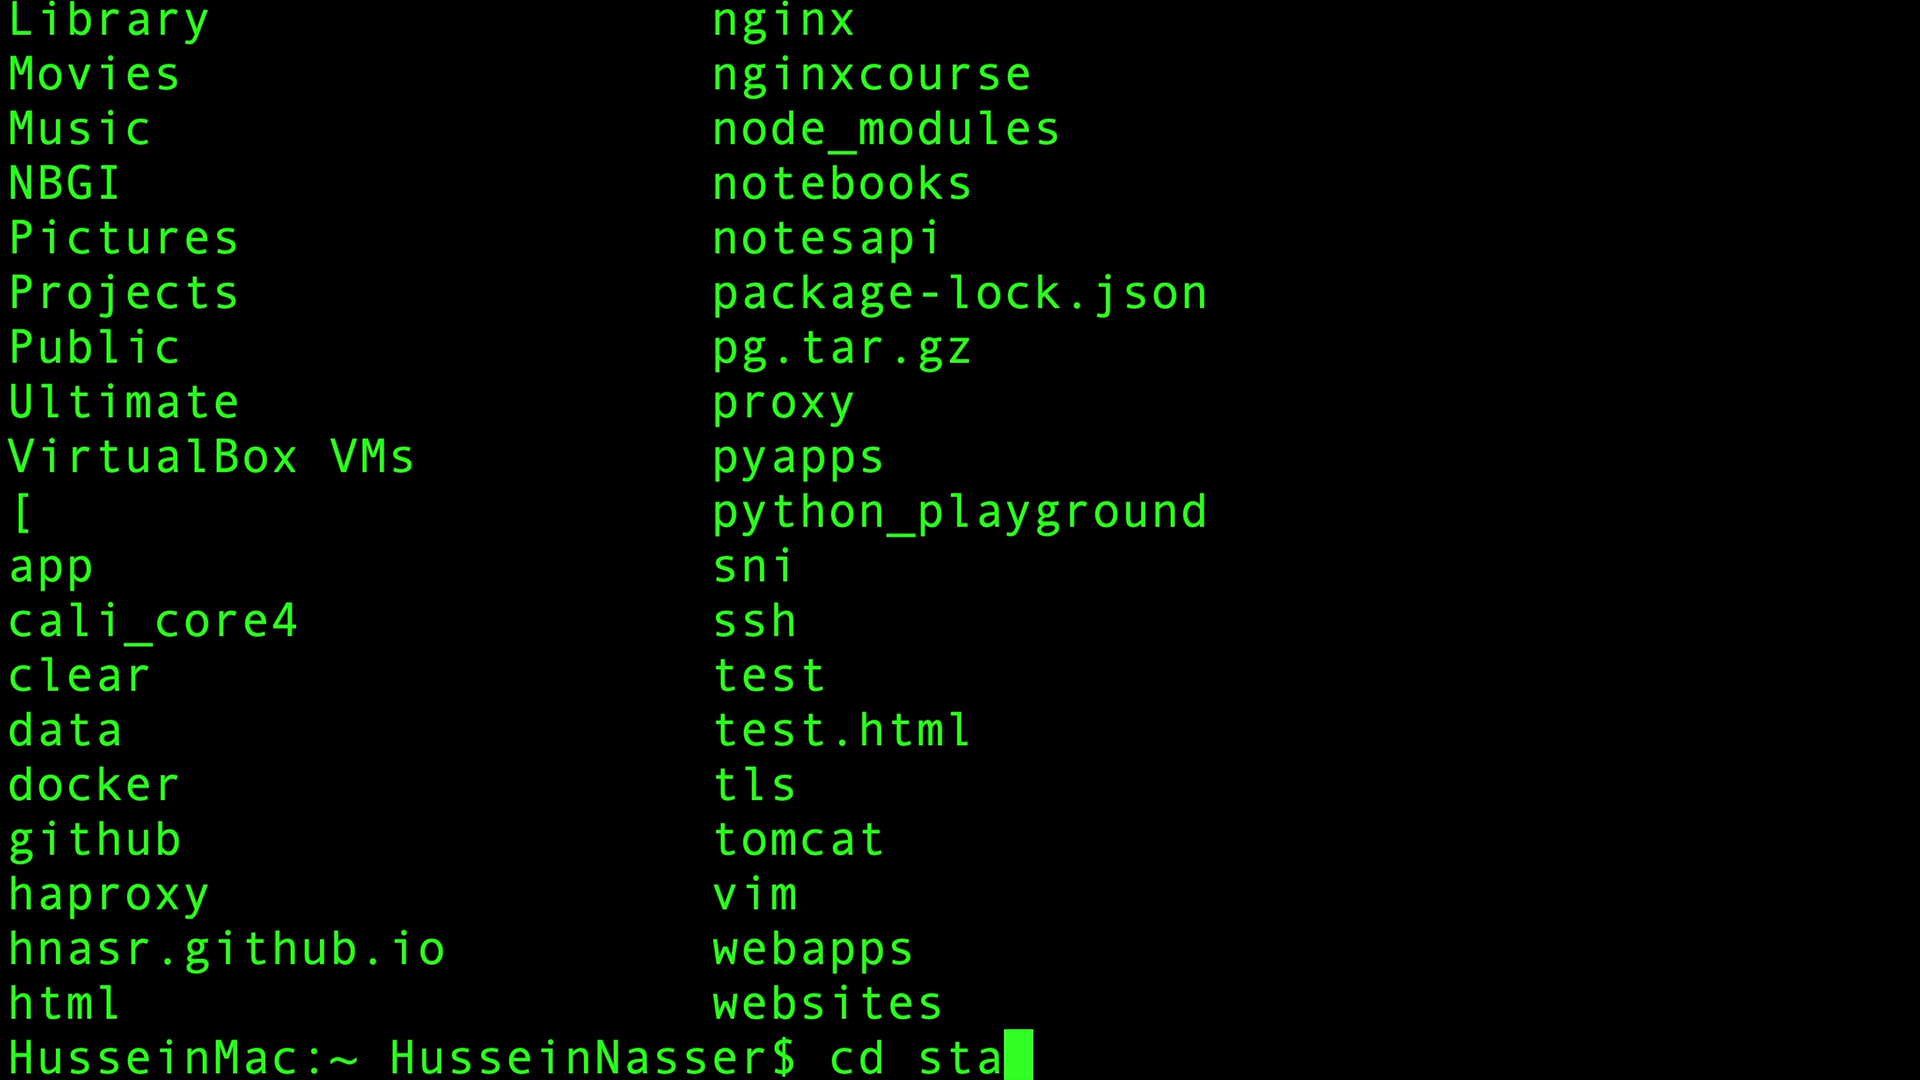 Library nginx
Movies nginxcourse
Music node_modules
NBGI notebooks
Pictures notesapi
Projects package-lock.json
Public pg.tar.gz
Ultimate proxy
VirtualBox VMs pyapps
[ python_playground
app sni
cali_core4 ssh
clear test
data test.html
docker tls
github tomcat
haproxy vim
hnasr.github.io webapps
html websites
HusseinMac:~ HusseinNasser$ cd sta